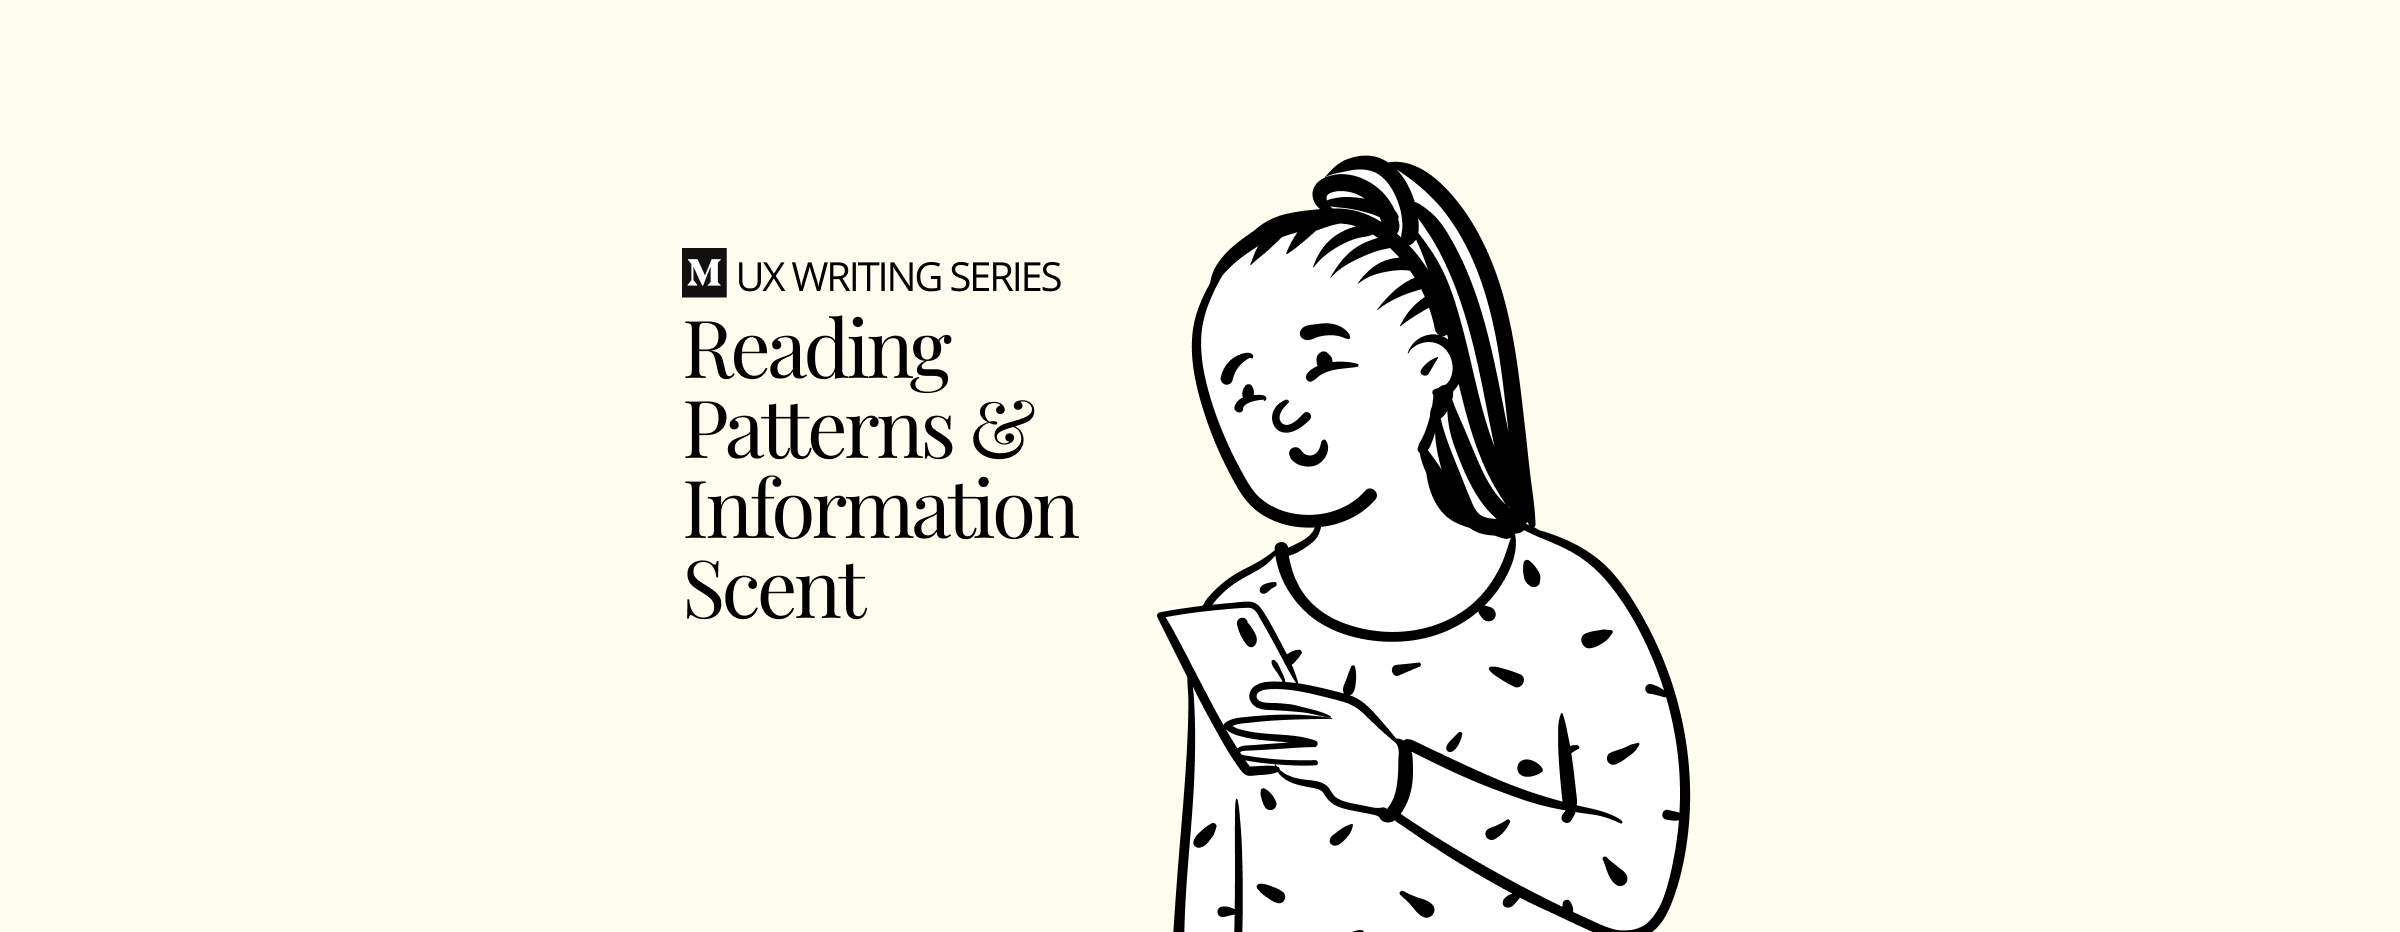 M UX WRITING SERIES
Reading
Patterns &
Information
Scent